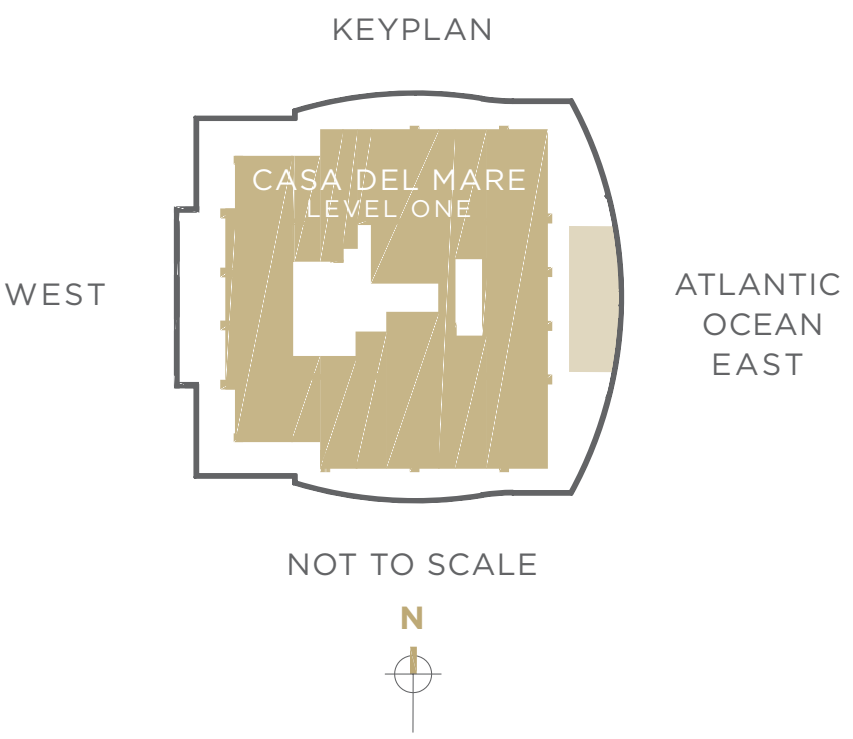 KEYPLAN
CASA DEL MARE
LEVEL ONE
WEST
ATLANTIC
OCEAN
EAST
NOT TO SCALE
N